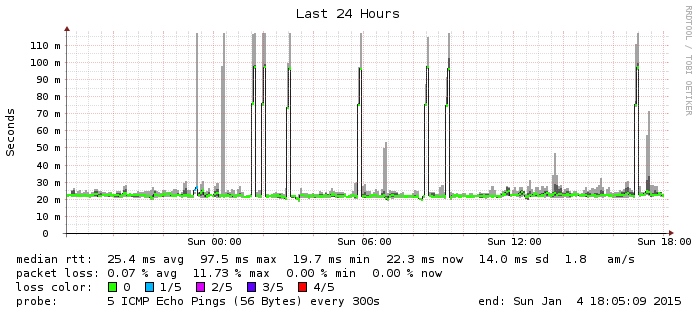 Last 24 Hours
RRDTOOL / TOBI OETIKER
Seconds
110 m
100 m
90 m
80 m
70 m
60 m
50 m
40 m
30 m
20 m
10 m
0
Sun 00:00 Sun 06:00 Sun 12:00 Sun 18:00
median rtt: 25.4 ms avg 97.5 ms max 19.7 ms min 22.3 ms now 14.0 ms sd 1.8 am/s
packet loss: 0.07 % avg 11.73 % max 0.00 % min 0.00 % now
loss color: 0 1/5 2/5 3/5 4/5
probe: 5 ICMP Echo Pings (56 Bytes) every 300s end: Sun Jan 4 18:05:09 2015